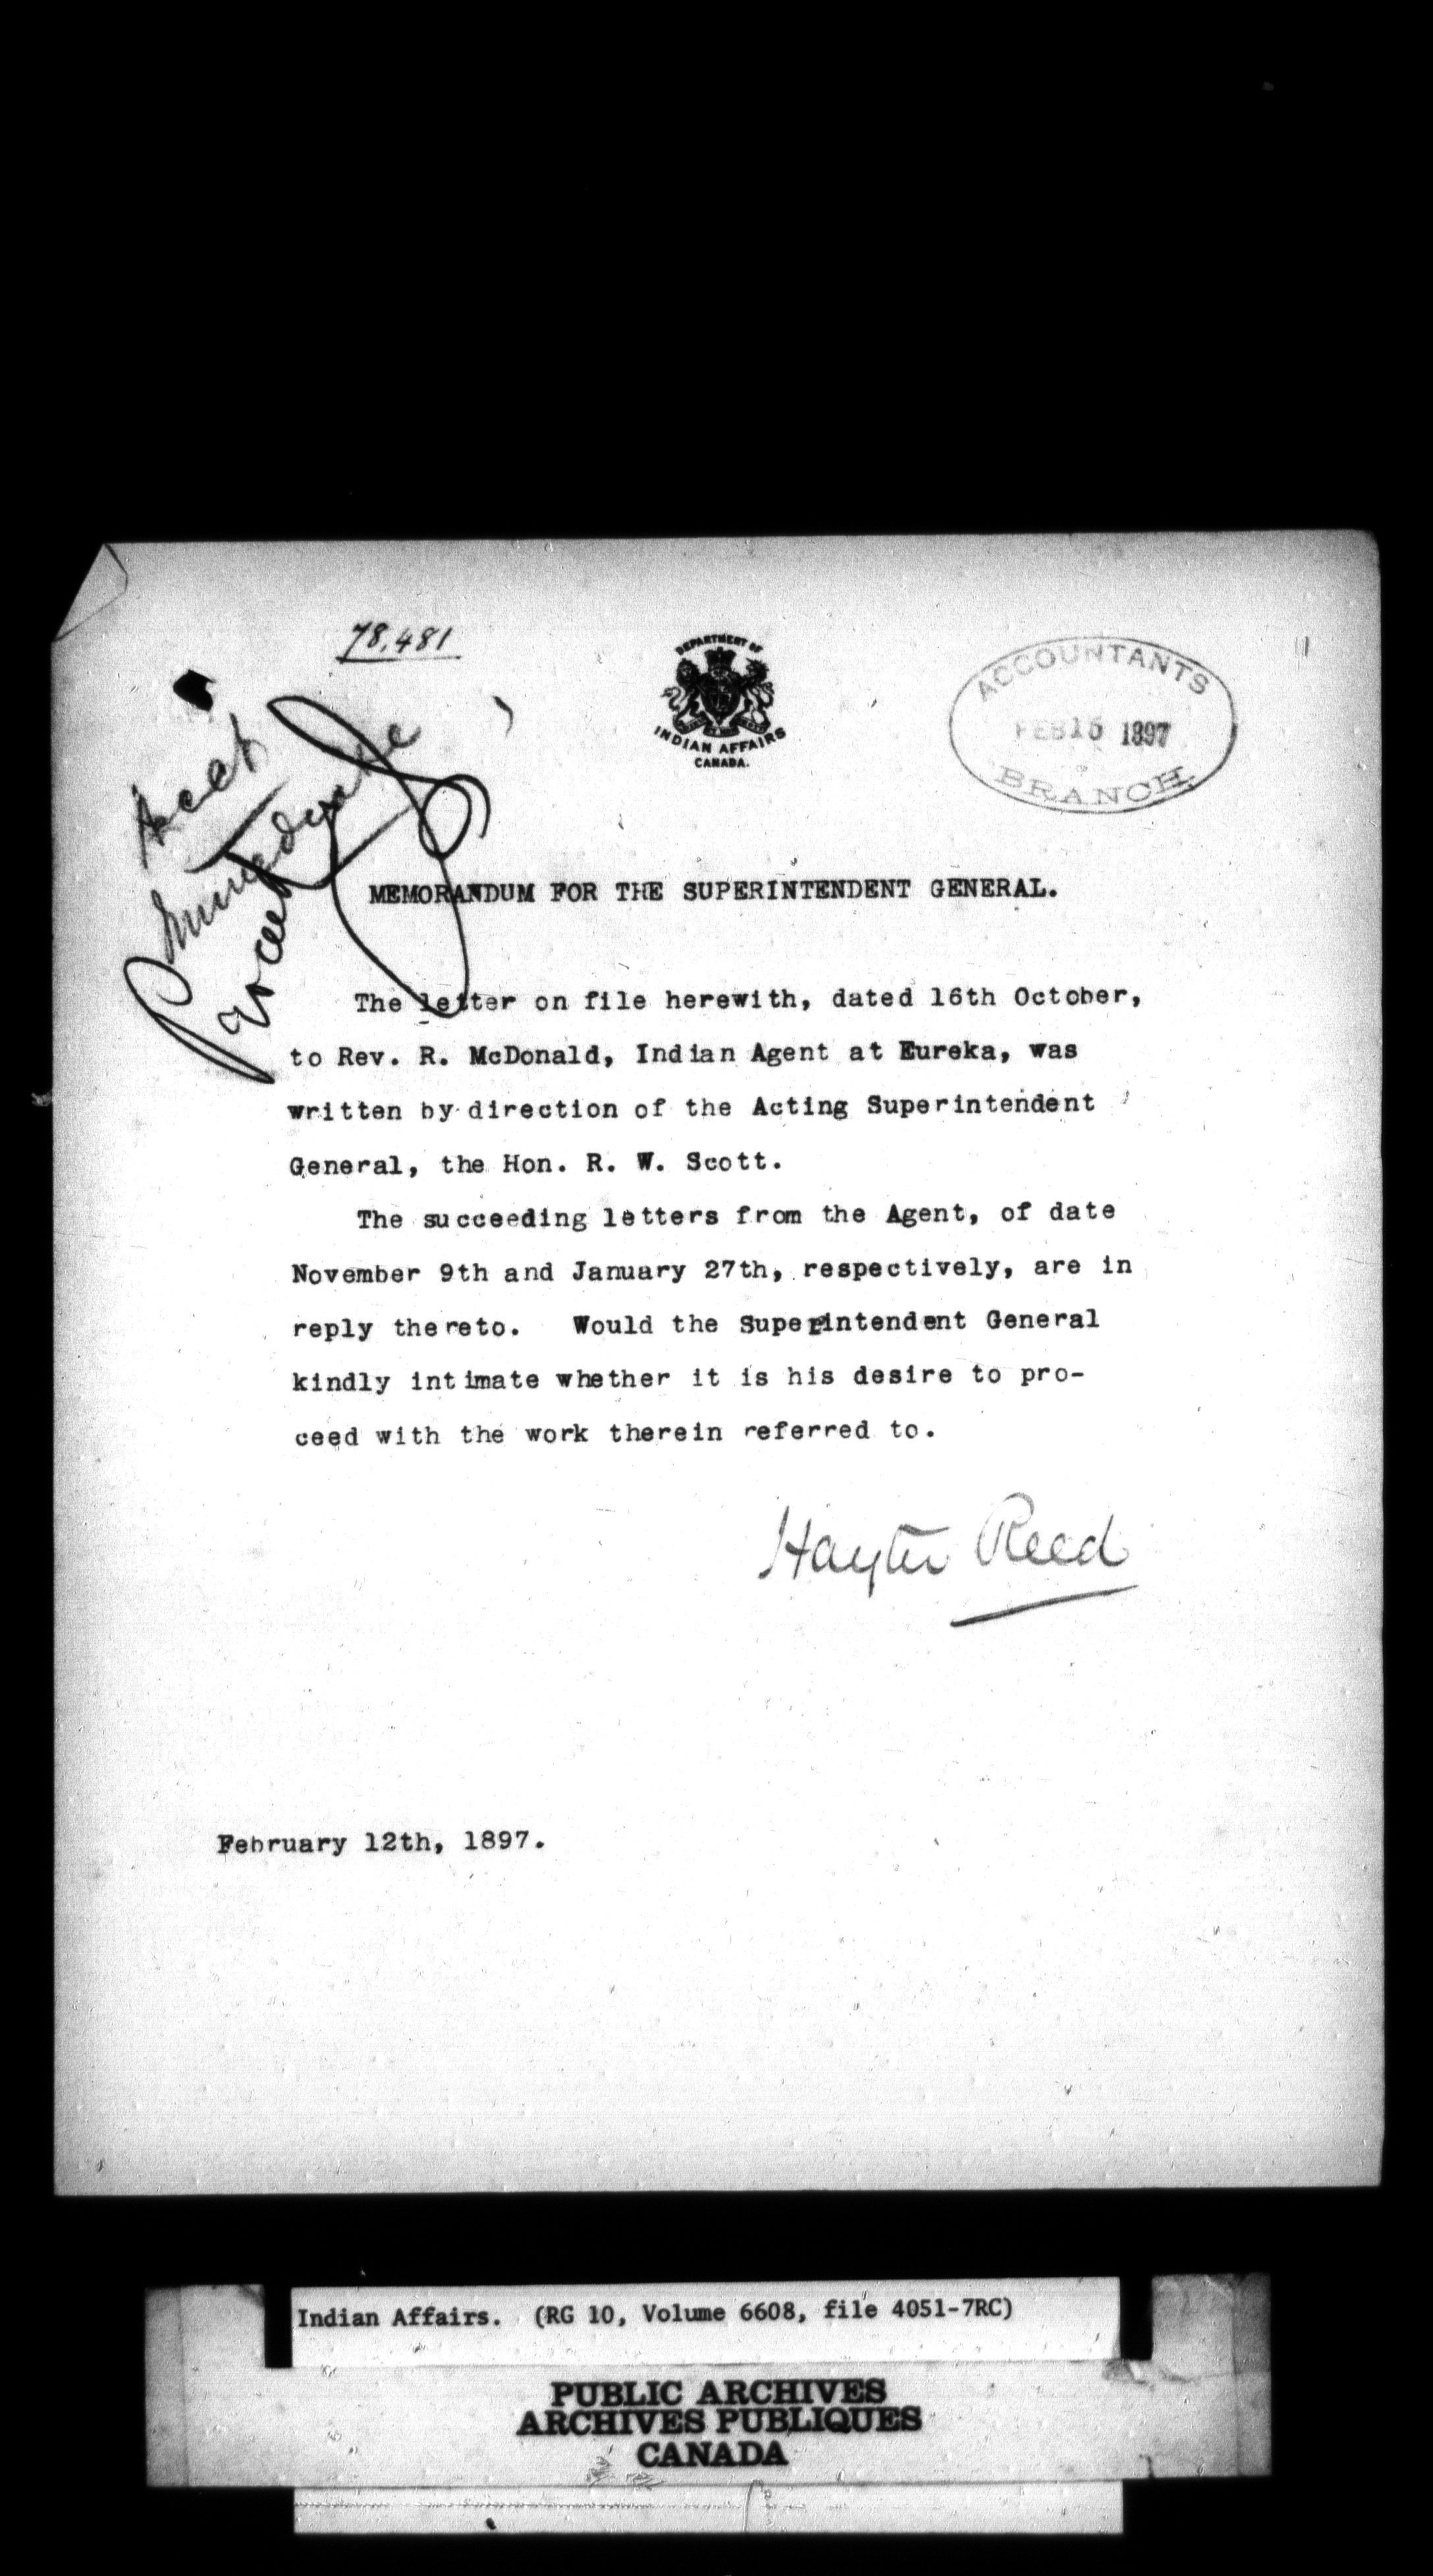 78,481
DEPARTMENT OF
INDIAN AFFAIRS
CANADA.
ACCOUNTANTS
FEB 15 1897
BRANCH.
Acct
Immediate
MEMORANDUM FOR THE SUPERINTENDENT GENERAL.
The letter on file herewith, dated 16th October,
to Rev. R. McDonald, Indian Agent at Eureka, was
written by direction of the Acting Superintendent
General, the Hon. R. W. Scott.
The succeeding letters from the Agent, of date
November 9th and January 27th, respectively, are in
reply thereto. Would the Superintendent General
kindly intimate whether it is his desire to pro-
ceed with the work therein referred to.
Hayter Reed
February 12th, 1897.
Indian Affairs. (RG 10, Volume 6608, file 4051-7RC)
PUBLIC ARCHIVES
ARCHIVES PUBLIQUES
CANADA